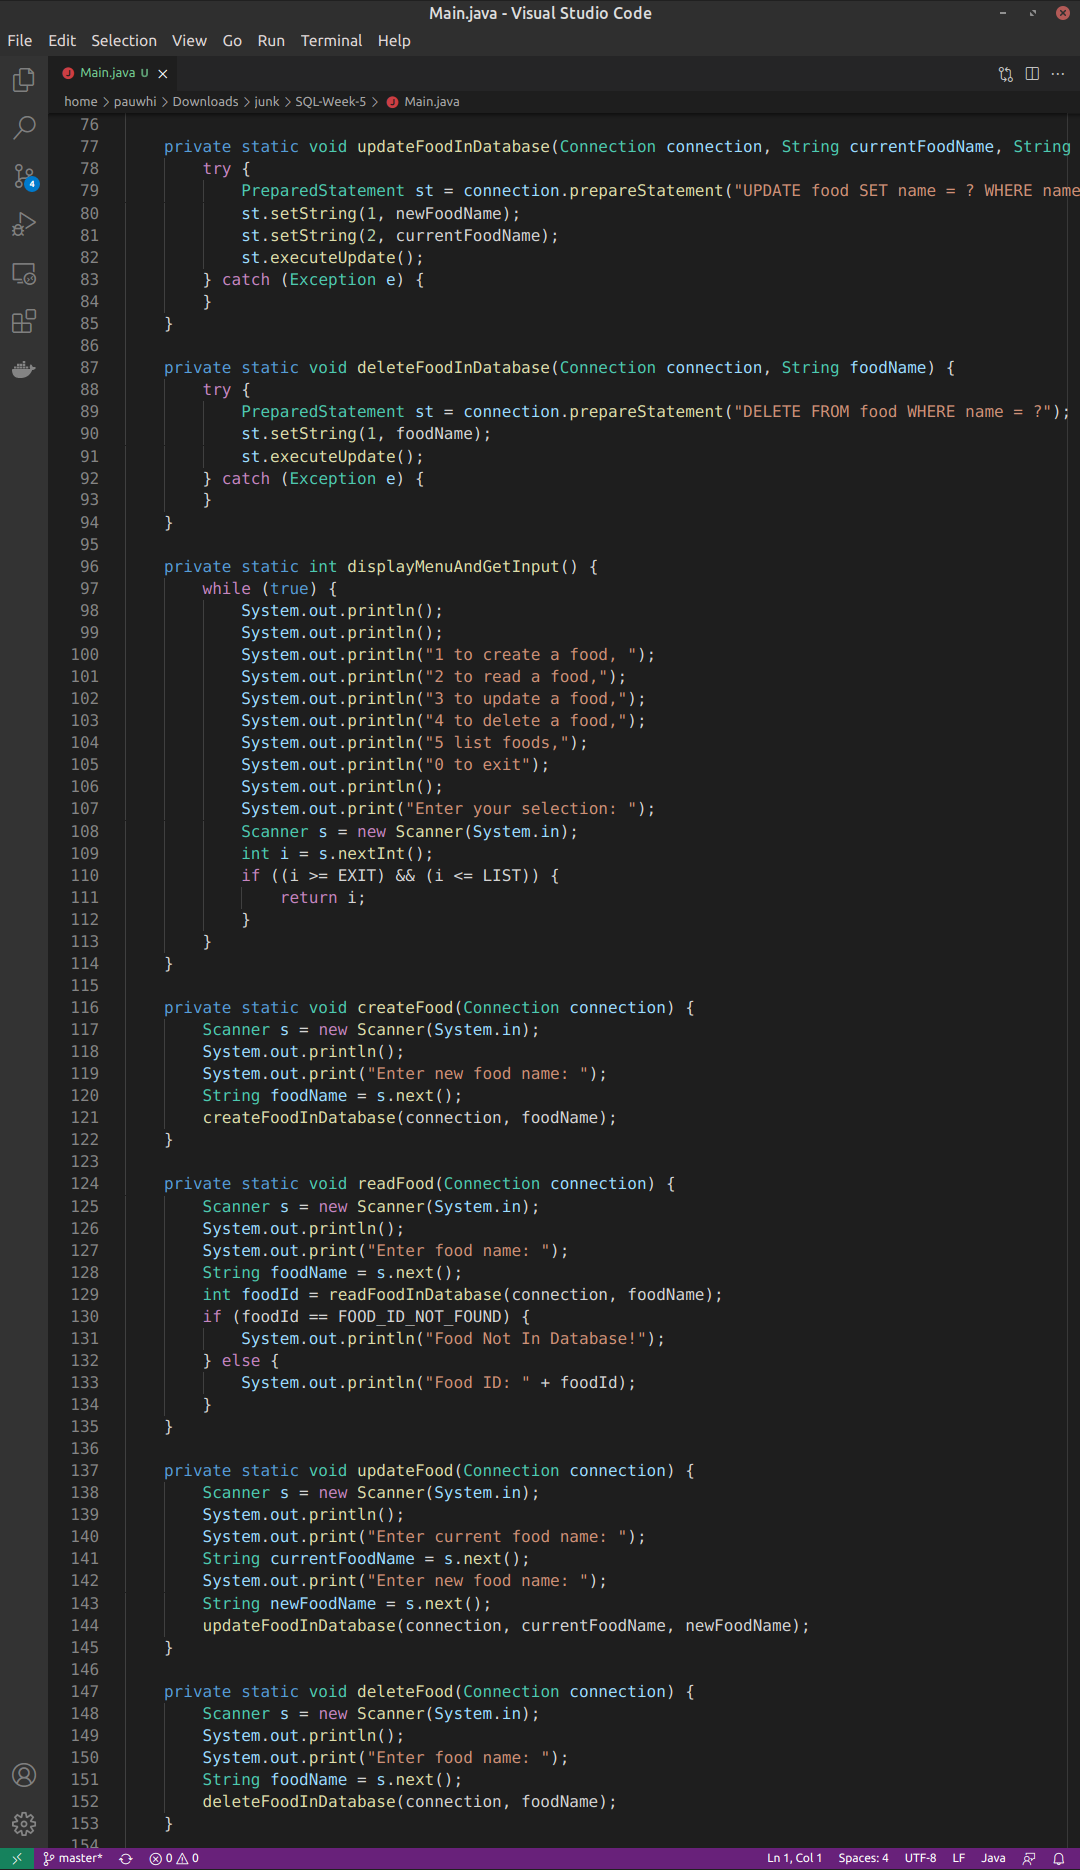 Main.java - Visual Studio Code
File Edit Selection View Go Run Terminal Help
Main.java U
home > pauwhi > Downloads > junk > SQL-Week-5 > Main.java
76
77 private static void updateFoodInDatabase(Connection connection, String currentFoodName, String
78 try {
79 PreparedStatement st = connection.prepareStatement("UPDATE food SET name = ? WHERE name
80 st.setString(1, newFoodName);
81 st.setString(2, currentFoodName);
82 st.executeUpdate();
83 } catch (Exception e) {
84 }
85 }
86
87 private static void deleteFoodInDatabase(Connection connection, String foodName) {
88 try {
89 PreparedStatement st = connection.prepareStatement("DELETE FROM food WHERE name = ?");
90 st.setString(1, foodName);
91 st.executeUpdate();
92 } catch (Exception e) {
93 }
94 }
95
96 private static int displayMenuAndGetInput() {
97 while (true) {
98 System.out.println();
99 System.out.println();
100 System.out.println("1 to create a food, ");
101 System.out.println("2 to read a food,");
102 System.out.println("3 to update a food,");
103 System.out.println("4 to delete a food,");
104 System.out.println("5 list foods,");
105 System.out.println("0 to exit");
106 System.out.println();
107 System.out.print("Enter your selection: ");
108 Scanner s = new Scanner(System.in);
109 int i = s.nextInt();
110 if ((i >= EXIT) && (i <= LIST)) {
111 return i;
112 }
113 }
114 }
115
116 private static void createFood(Connection connection) {
117 Scanner s = new Scanner(System.in);
118 System.out.println();
119 System.out.print("Enter new food name: ");
120 String foodName = s.next();
121 createFoodInDatabase(connection, foodName);
122 }
123
124 private static void readFood(Connection connection) {
125 Scanner s = new Scanner(System.in);
126 System.out.println();
127 System.out.print("Enter food name: ");
128 String foodName = s.next();
129 int foodId = readFoodInDatabase(connection, foodName);
130 if (foodId == FOOD_ID_NOT_FOUND) {
131 System.out.println("Food Not In Database!");
132 } else {
133 System.out.println("Food ID: " + foodId);
134 }
135 }
136
137 private static void updateFood(Connection connection) {
138 Scanner s = new Scanner(System.in);
139 System.out.println();
140 System.out.print("Enter current food name: ");
141 String currentFoodName = s.next();
142 System.out.print("Enter new food name: ");
143 String newFoodName = s.next();
144 updateFoodInDatabase(connection, currentFoodName, newFoodName);
145 }
146
147 private static void deleteFood(Connection connection) {
148 Scanner s = new Scanner(System.in);
149 System.out.println();
150 System.out.print("Enter food name: ");
151 String foodName = s.next();
152 deleteFoodInDatabase(connection, foodName);
153 }
154
4
master* 0 0 Ln 1, Col 1 Spaces: 4 UTF-8 LF Java